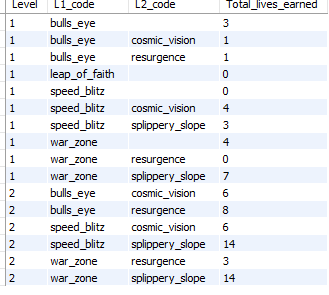 Level L1_code L2_code Total_lives_earned
1 bulls_eye 3
1 bulls_eye cosmic_vision 1
1 bulls_eye resurgence 1
1 leap_of_faith 0
1 speed_blitz 0
1 speed_blitz cosmic_vision 4
1 speed_blitz splippery_slope 3
1 war_zone 4
1 war_zone resurgence 0
1 war_zone splippery_slope 7
2 bulls_eye cosmic_vision 6
2 bulls_eye resurgence 8
2 speed_blitz cosmic_vision 6
2 speed_blitz splippery_slope 14
2 war_zone resurgence 3
2 war_zone splippery_slope 14